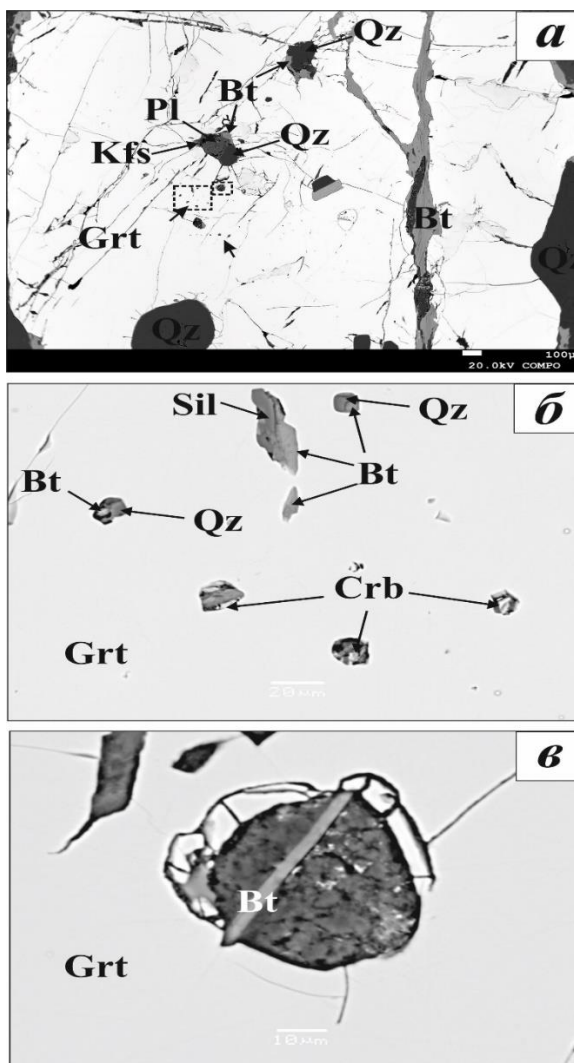 а
Qz
Bt
Pl
Qz
Kfs
Bt
Grt
Qz
Qz
100µ
20.0kV COMPO
б
Sil
Qz
Bt
Bt
Qz
Crb
Grt
20µm
в
Bt
Grt
10µm